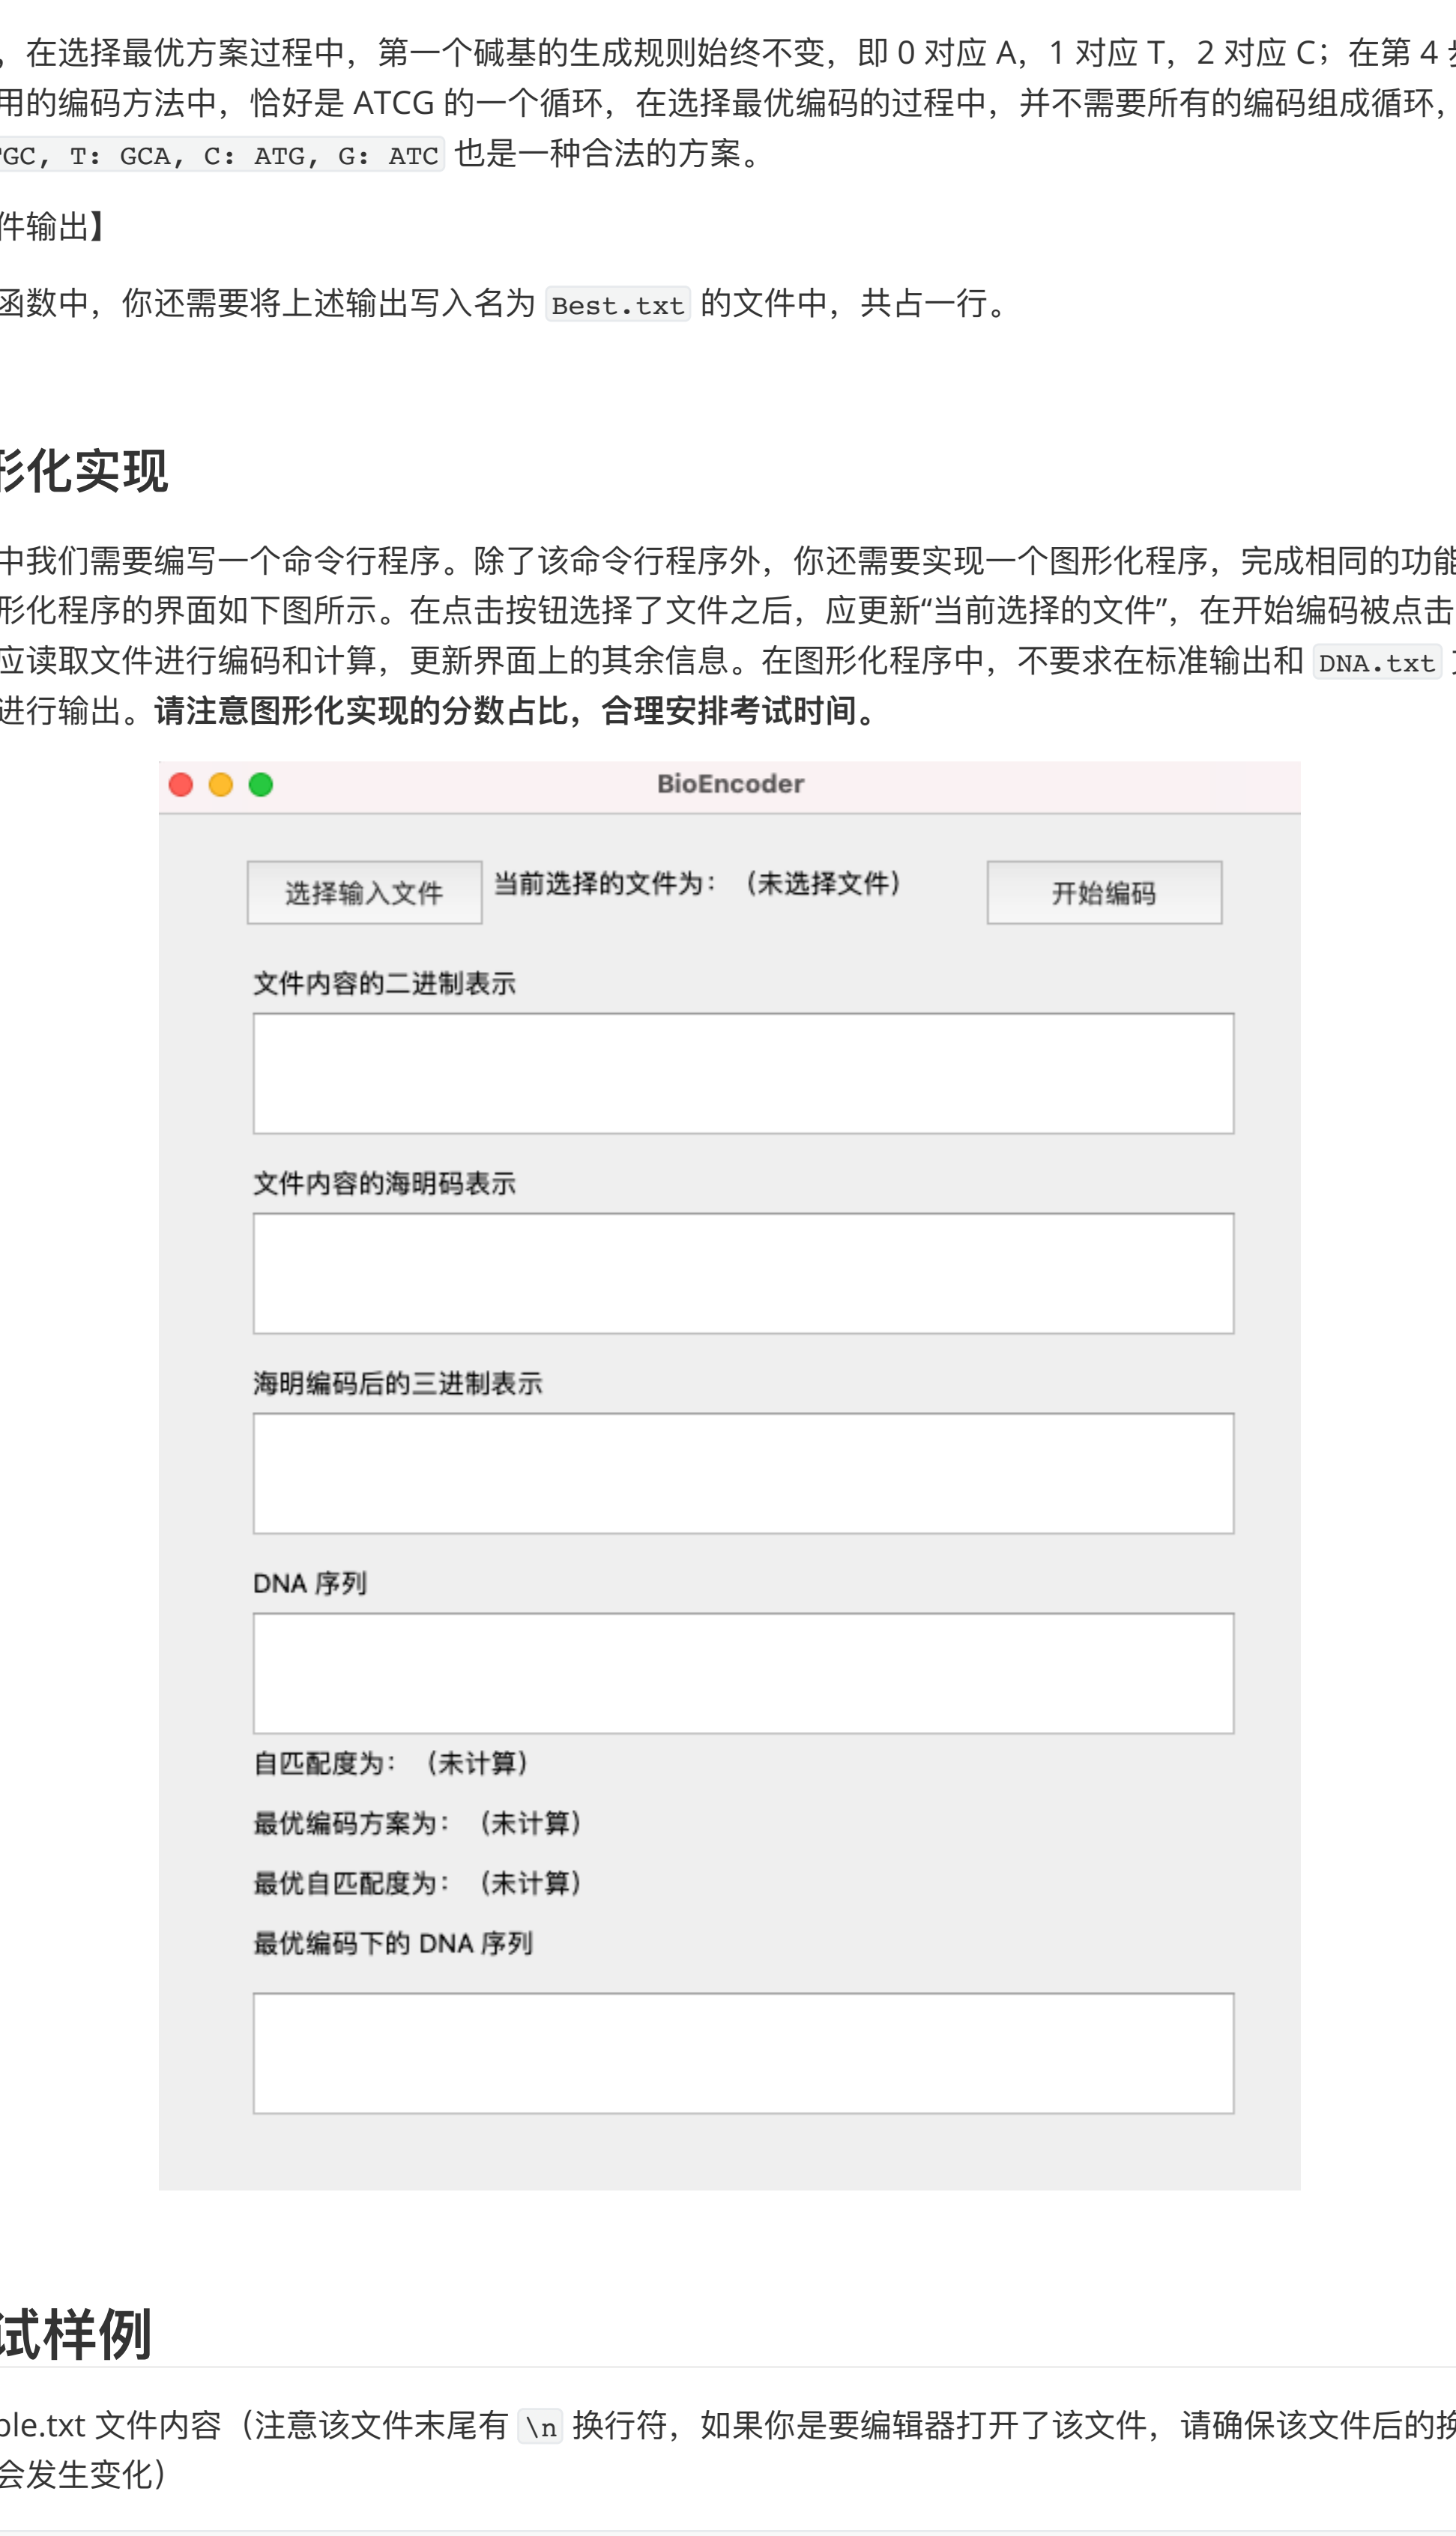 ，在选择最优方案过程中，第一个碱基的生成规则始终不变，即 0 对应 A，1 对应 T，2 对应 C；在第 4
用的编码方法中，恰好是 ATCG 的一个循环，在选择最优编码的过程中，并不需要所有的编码组成循环，
GC, T: GCA, C: ATG, G: ATC 也是一种合法的方案。
件输出】
函数中，你还需要将上述输出写入名为 Best.txt 的文件中，共占一行。
形化实现
中我们需要编写一个命令行程序。除了该命令行程序外，你还需要实现一个图形化程序，完成相同的功能
形化程序的界面如下图所示。在点击按钮选择了文件之后，应更新“当前选择的文件”，在开始编码被点击
应读取文件进行编码和计算，更新界面上的其余信息。在图形化程序中，不要求在标准输出和 DNA.txt
进行输出。请注意图形化实现的分数占比，合理安排考试时间。
BioEncoder
选择输入文件 当前选择的文件为：（未选择文件） 开始编码
文件内容的二进制表示
文件内容的海明码表示
海明编码后的三进制表示
DNA 序列
自匹配度为：（未计算）
最优编码方案为：（未计算）
最优自匹配度为：（未计算）
最优编码下的 DNA 序列
试样例
ple.txt 文件内容（注意该文件末尾有 \n 换行符，如果你是要编辑器打开了该文件，请确保该文件后的换
会发生变化）